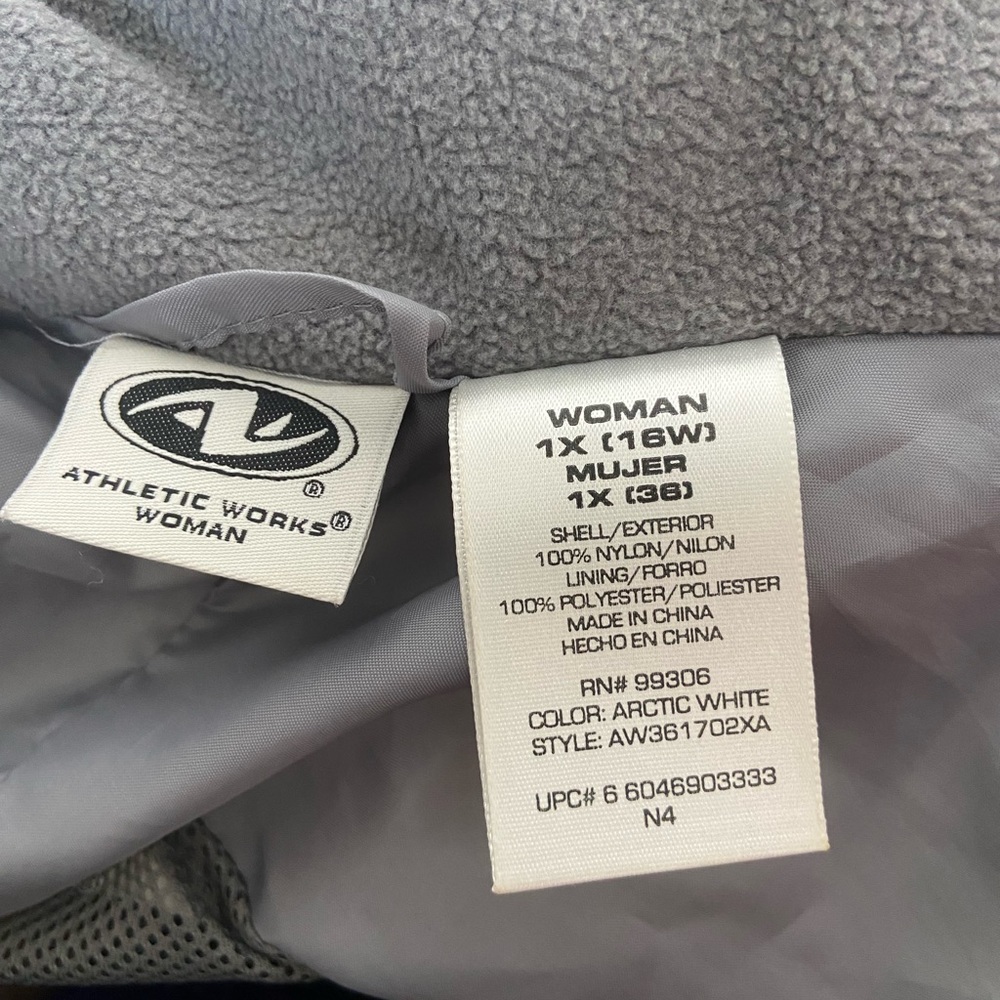 ®
ATHLETIC WORKS®
WOMAN
WOMAN
1X (16W)
MUJER
1X (36)
SHELL/EXTERIOR
100% NYLON/NILON
LINING/FORRO
100% POLYESTER/POLIESTER
MADE IN CHINA
HECHO EN CHINA
RN# 99306
COLOR: ARCTIC WHITE
STYLE: AW361702XA
UPC# 6 6046903333
N4